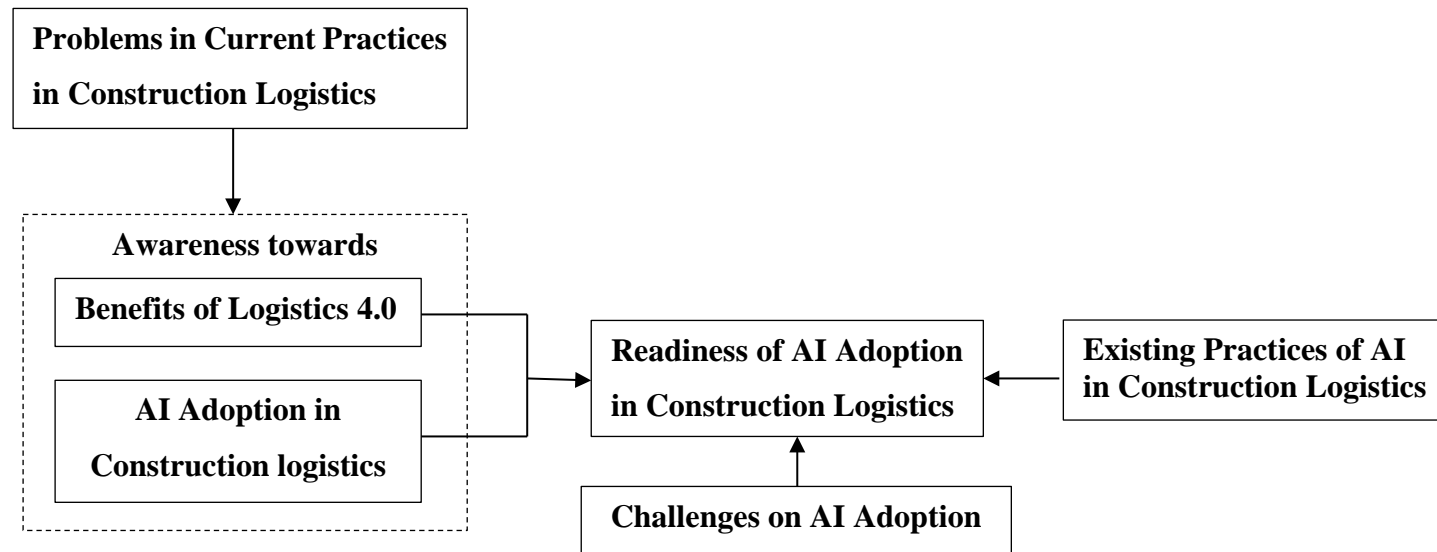 Problems in Current Practices
in Construction Logistics
Awareness towards
Benefits of Logistics 4.0
AI Adoption in
Construction logistics
Readiness of AI Adoption
in Construction Logistics
Existing Practices of AI
in Construction Logistics
Challenges on AI Adoption